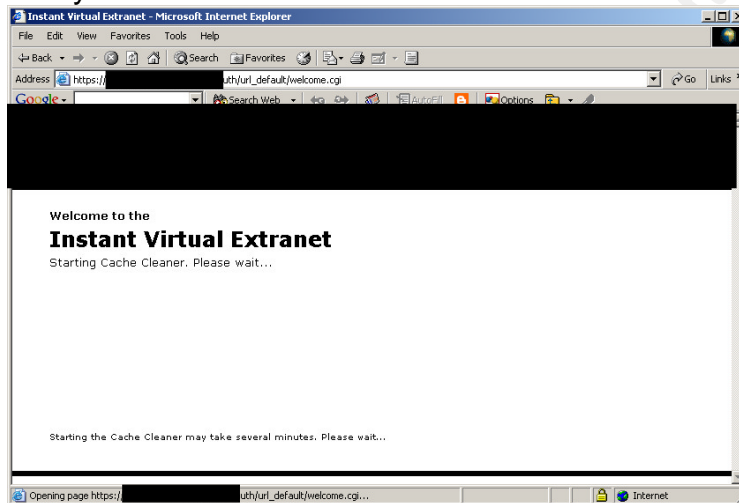 Instant Virtual Extranet - Microsoft Internet Explorer
File Edit View Favorites Tools Help
Back Search Favorites
Address https:// uth/url_default/welcome.cgi Go Links
Google Search Web AutoFill Options
Welcome to the
Instant Virtual Extranet
Starting Cache Cleaner. Please wait...
Starting the Cache Cleaner may take several minutes. Please wait...
Opening page https:/ uth/url_default/welcome.cgi... Internet